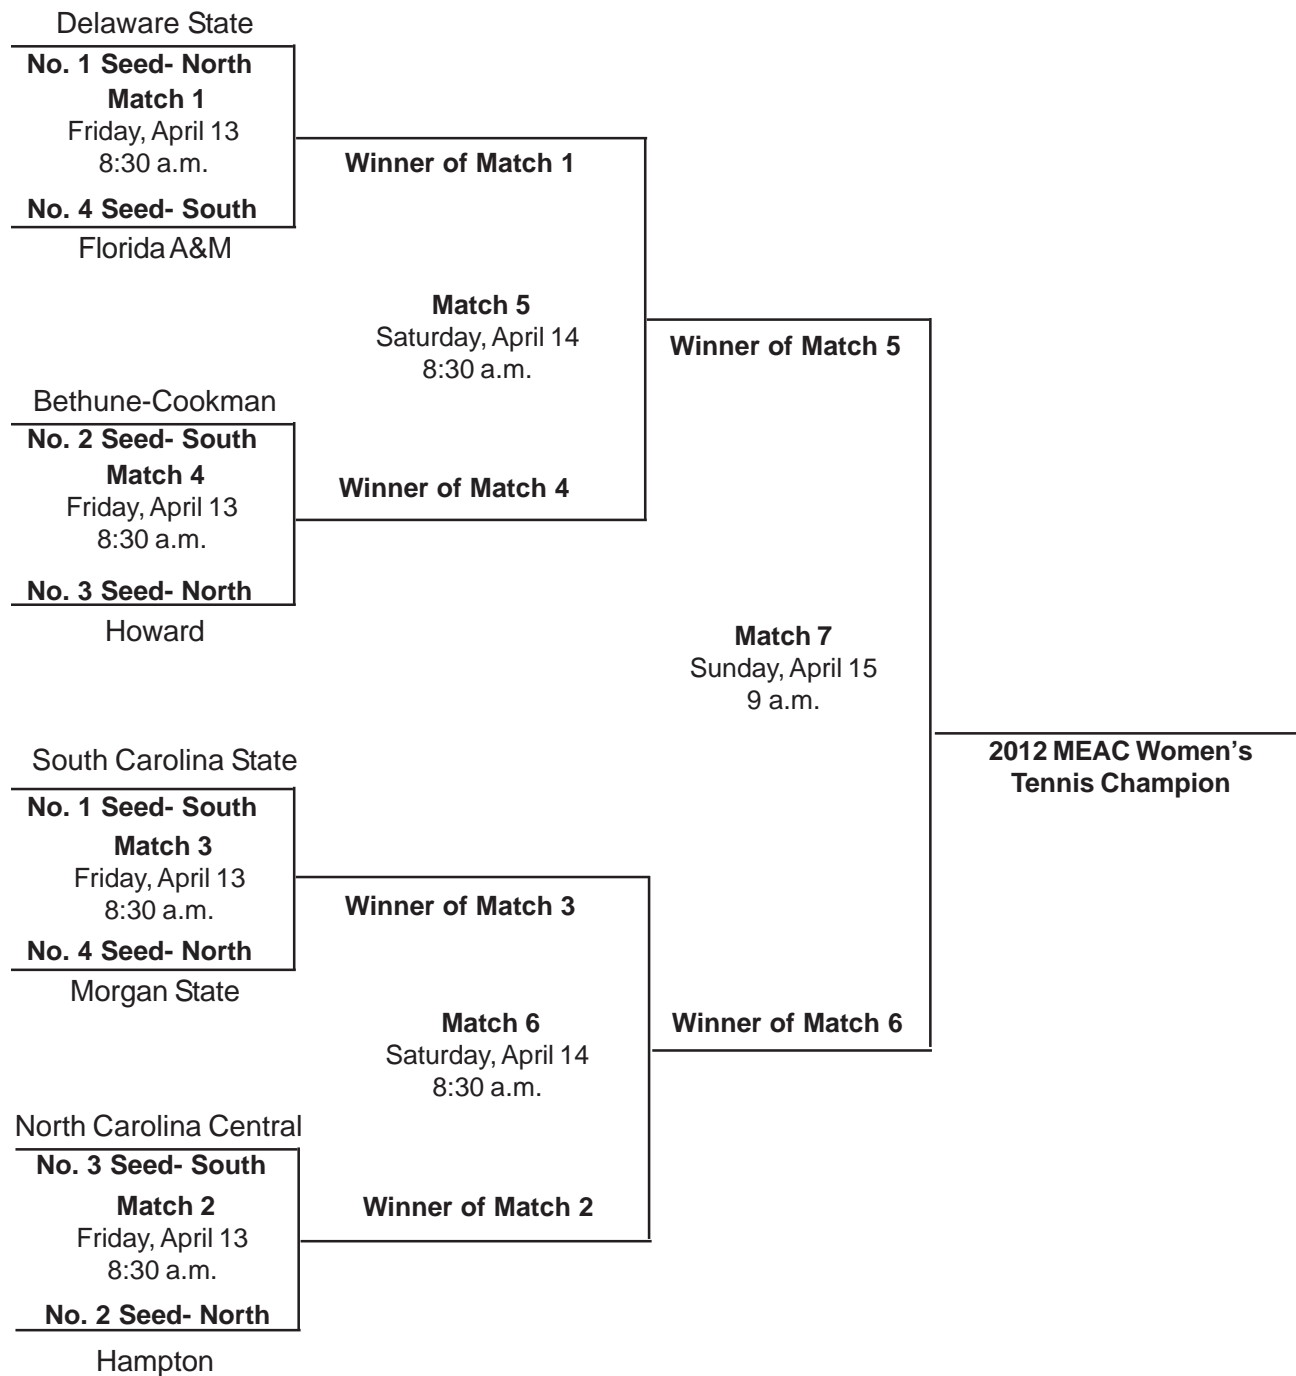 Delaware State
No. 1 Seed- North
Match 1
Friday, April 13
8:30 a.m.
No. 4 Seed- South
Florida A&M
Winner of Match 1
Match 5
Saturday, April 14
8:30 a.m.
Winner of Match 5
Bethune-Cookman
No. 2 Seed- South
Match 4
Friday, April 13
8:30 a.m.
No. 3 Seed- North
Howard
Winner of Match 4
Match 7
Sunday, April 15
9 a.m.
2012 MEAC Women's
Tennis Champion
South Carolina State
No. 1 Seed- South
Match 3
Friday, April 13
8:30 a.m.
No. 4 Seed- North
Morgan State
Winner of Match 3
Match 6
Saturday, April 14
8:30 a.m.
Winner of Match 6
North Carolina Central
No. 3 Seed- South
Match 2
Friday, April 13
8:30 a.m.
No. 2 Seed- North
Hampton
Winner of Match 2